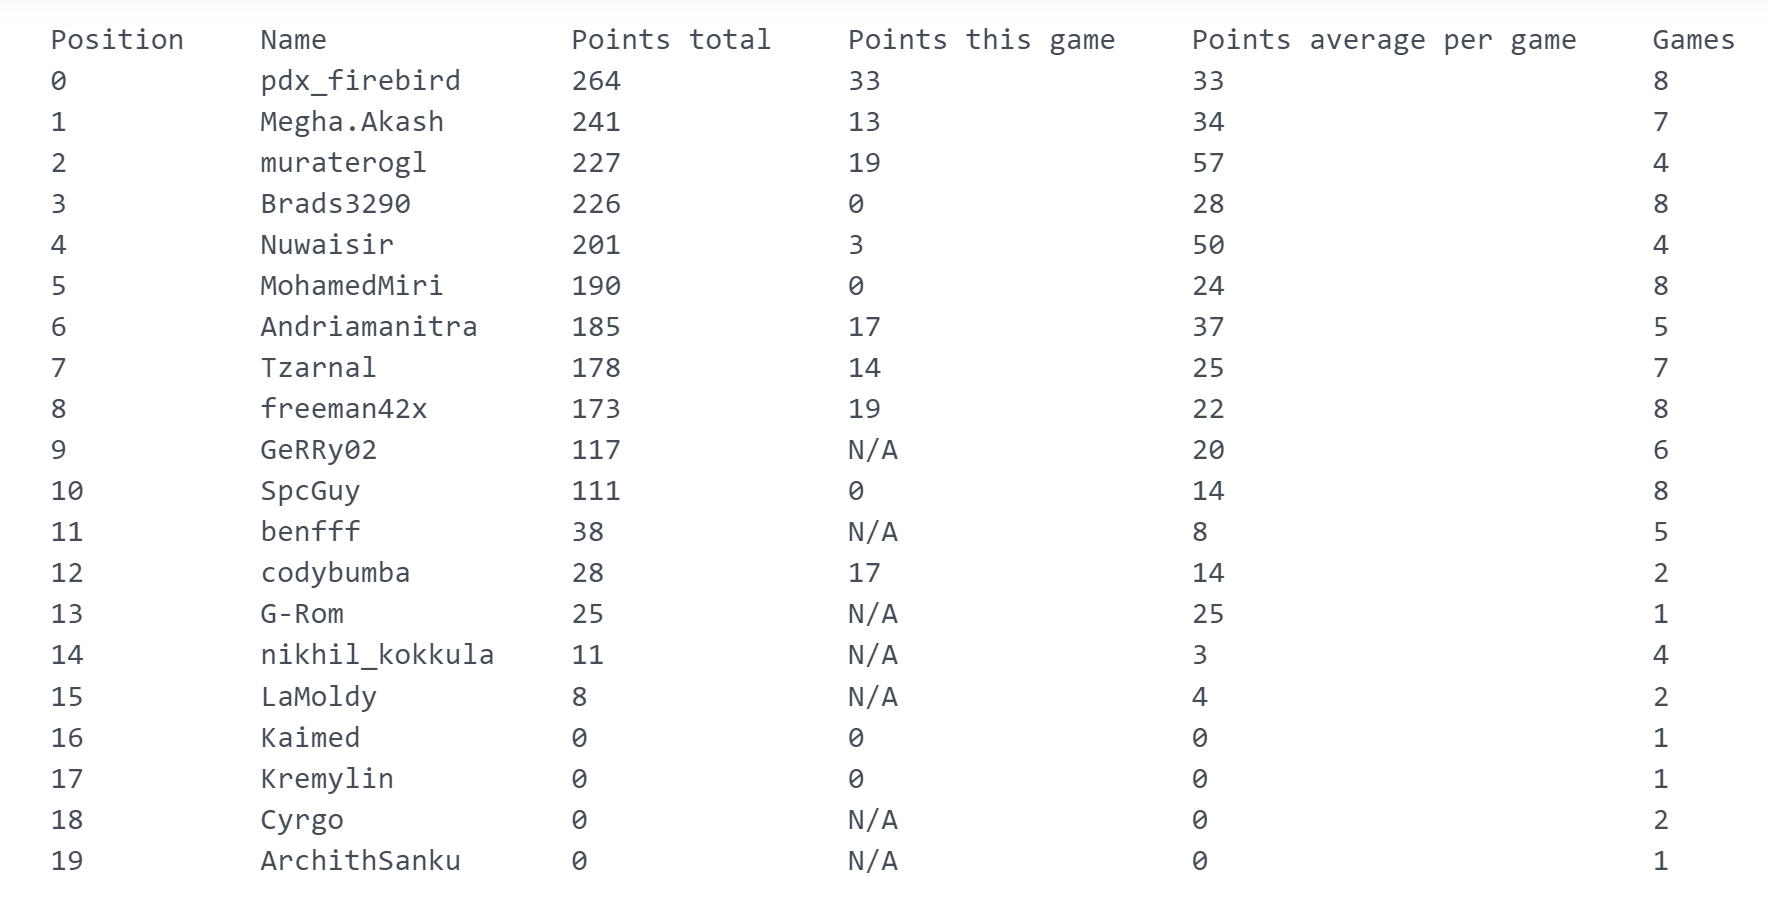 Position Name Points total Points this game Points average per game Games
0 pdx_firebird 264 33 33 8
1 Megha.Akash 241 13 34 7
2 muraterogl 227 19 57 4
3 Brads3290 226 0 28 8
4 Nuwaisir 201 3 50 4
5 MohamedMiri 190 0 24 8
6 Andriamanitra 185 17 37 5
7 Tzarnal 178 14 25 7
8 freeman42x 173 19 22 8
9 GeRRy02 117 N/A 20 6
10 SpcGuy 111 0 14 8
11 benfff 38 N/A 8 5
12 codybumba 28 17 14 2
13 G-Rom 25 N/A 25 1
14 nikhil_kokkula 11 N/A 3 4
15 LaMoldy 8 N/A 4 2
16 Kaimed 0 0 0 1
17 Kremylin 0 0 0 1
18 Cyrgo 0 N/A 0 2
19 ArchithSanku 0 N/A 0 1